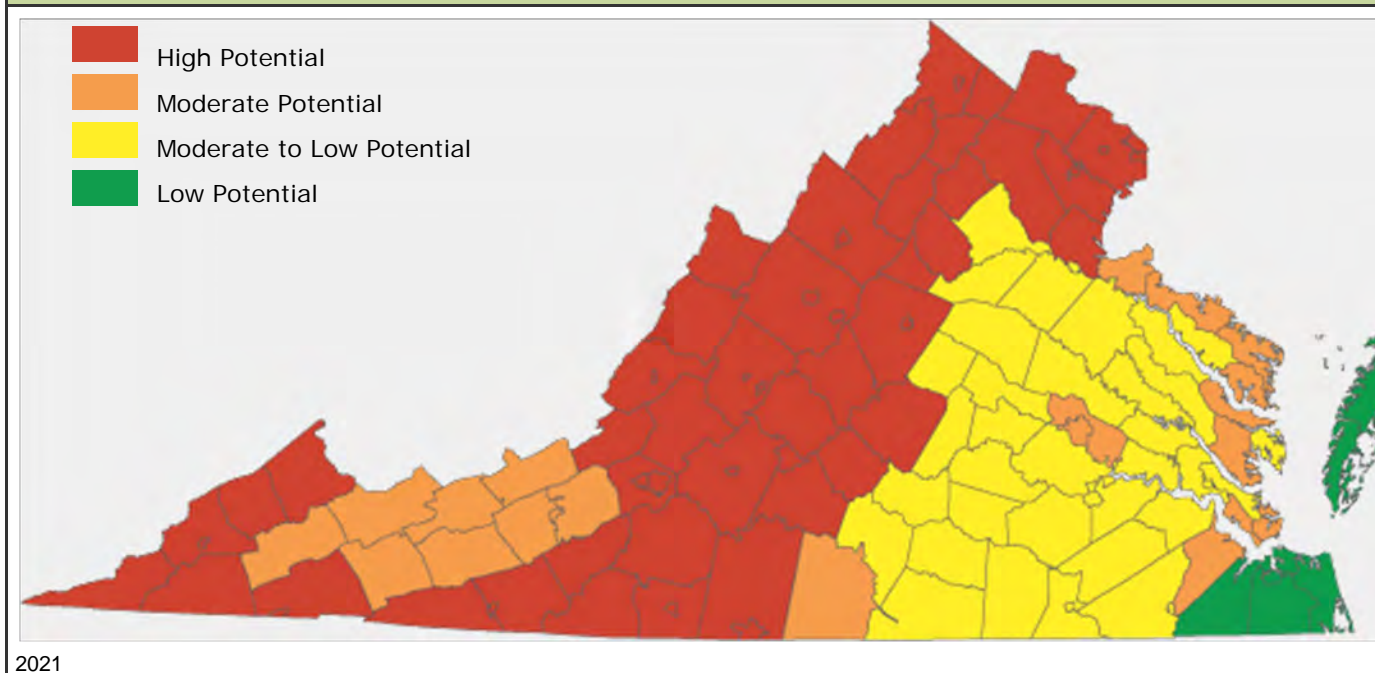 High Potential
Moderate Potential
Moderate to Low Potential
Low Potential
2021